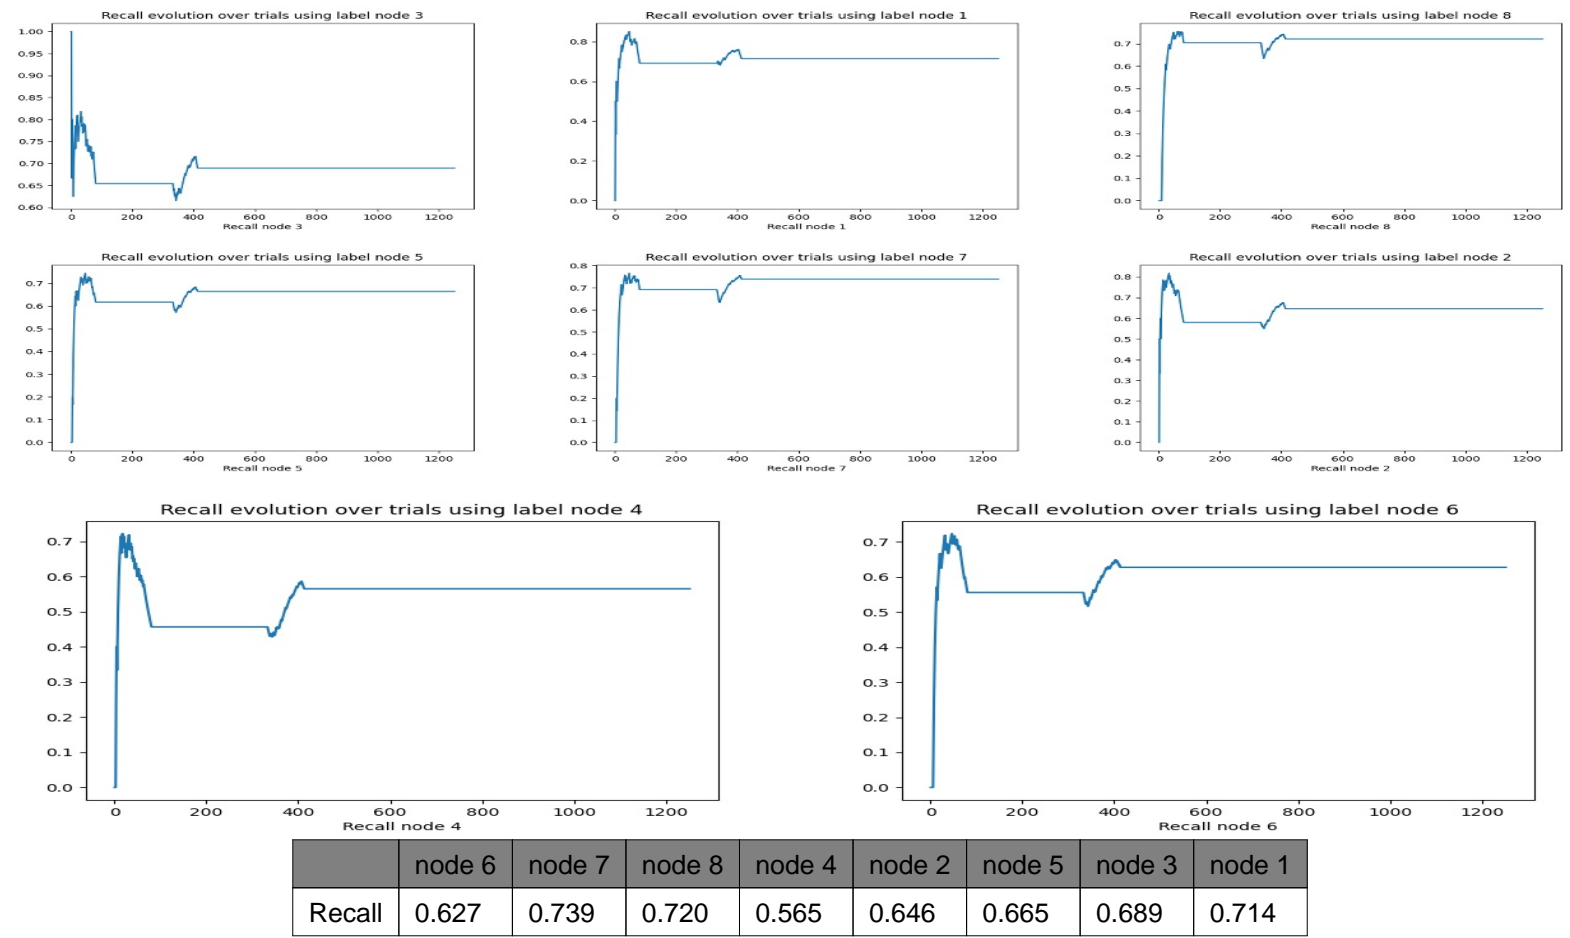 Recall evolution over trials using label node 3
1.00
0.95
0.90
0.85
0.80
0.75
0.70
0.65
0.60
0 200 400 600 800 1000 1200
Recall node 3
Recall evolution over trials using label node 1
0.8
0.6
0.4
0.2
0.0
0 200 400 600 800 1000 1200
Recall node 1
Recall evolution over trials using label node 8
0.7
0.6
0.5
0.4
0.3
0.2
0.1
0.0
0 200 400 600 800 1000 1200
Recall node 8
Recall evolution over trials using label node 5
0.7
0.6
0.5
0.4
0.3
0.2
0.1
0.0
0 200 400 600 800 1000 1200
Recall node 5
Recall evolution over trials using label node 7
0.8
0.7
0.6
0.5
0.4
0.3
0.2
0.1
0.0
0 200 400 600 800 1000 1200
Recall node 7
Recall evolution over trials using label node 2
0.8
0.7
0.6
0.5
0.4
0.3
0.2
0.1
0.0
0 200 400 600 800 1000 1200
Recall node 2
Recall evolution over trials using label node 4
0.7
0.6
0.5
0.4
0.3
0.2
0.1
0.0
0 200 400 600 800 1000 1200
Recall node 4
Recall evolution over trials using label node 6
0.7
0.6
0.5
0.4
0.3
0.2
0.1
0.0
0 200 400 600 800 1000 1200
Recall node 6
node 6 node 7 node 8 node 4 node 2 node 5 node 3 node 1
Recall 0.627 0.739 0.720 0.565 0.646 0.665 0.689 0.714